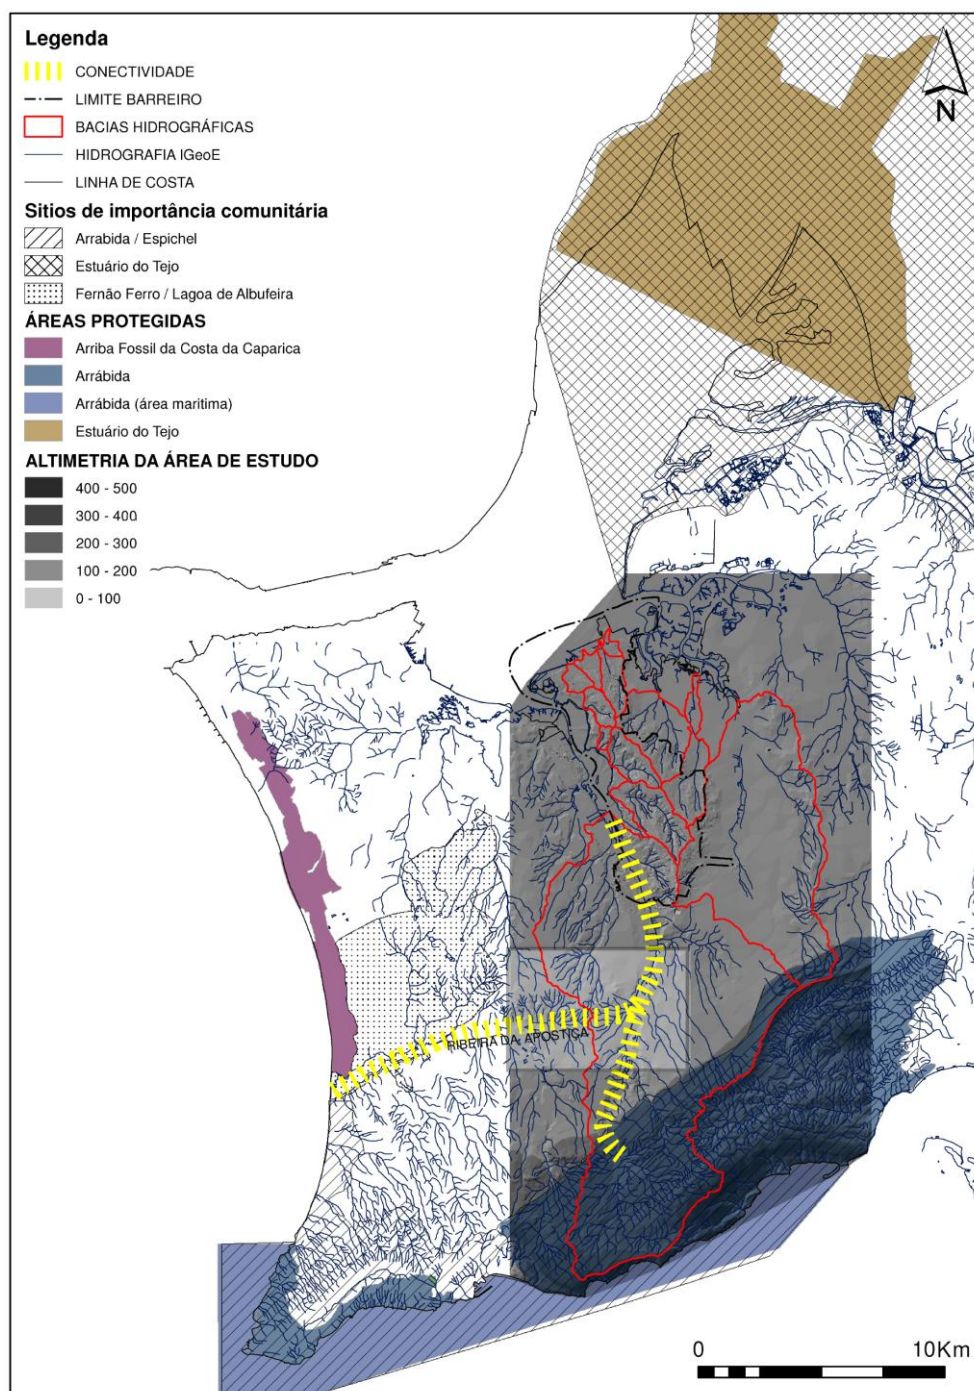 Legenda
CONECTIVIDADE
LIMITE BARREIRO
BACIAS HIDROGRÁFICAS
HIDROGRAFIA IGeoE
LINHA DE COSTA
Sitios de importância comunitária
Arrabida / Espichel
Estuário do Tejo
Fernão Ferro / Lagoa de Albufeira
ÁREAS PROTEGIDAS
Arriba Fossil da Costa da Caparica
Arrábida
Arrábida (área maritima)
Estuário do Tejo
ALTIMETRIA DA ÁREA DE ESTUDO
400 - 500
300 - 400
200 - 300
100 - 200
0 - 100
N
RIBEIRA DA APOSTIÇA
0 10Km